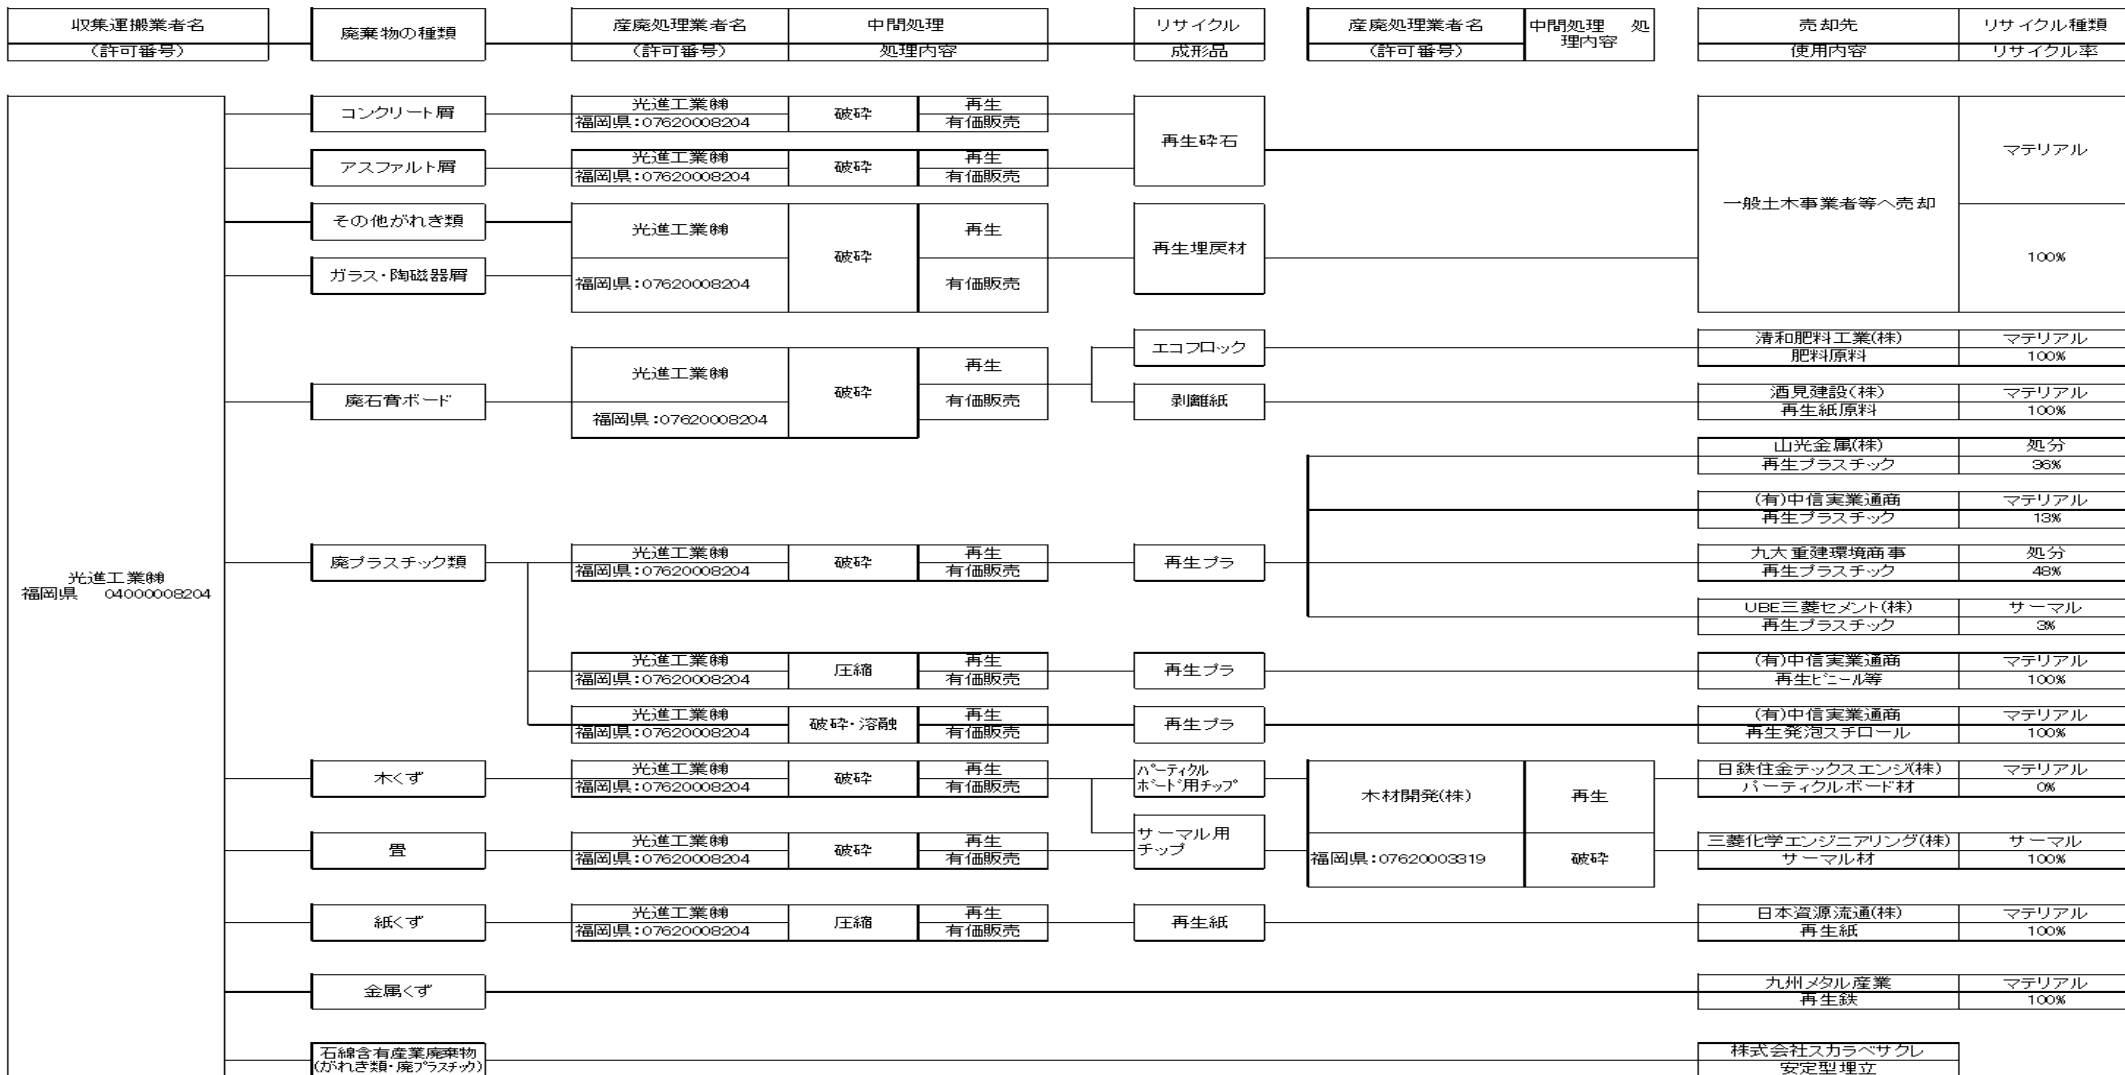 収集運搬業者名
(許可番号)
廃棄物の種類
産廃処理業者名
(許可番号)
中間処理
処理内容
リサイクル
成形品
産廃処理業者名
(許可番号)
中間処理 処
理内容
売却先
使用内容
リサイクル種類
リサイクル率
光進工業㈱
福岡県 04000008204
コンクリート屑
光進工業㈱
福岡県:07620008204
破砕
再生
有価販売
再生砕石
アスファルト屑
光進工業㈱
福岡県:07620008204
破砕
再生
有価販売
その他がれき類
ガラス・陶磁器屑
光進工業㈱
福岡県:07620008204
破砕
再生
有価販売
再生埋戻材
一般土木事業者等へ売却
マテリアル
100%
廃石膏ボード
光進工業㈱
福岡県:07620008204
破砕
再生
有価販売
エコフロック
清和肥料工業(株)
肥料原料
マテリアル
100%
剥離紙
酒見建設(株)
再生紙原料
マテリアル
100%
廃プラスチック類
光進工業㈱
福岡県:07620008204
破砕
再生
有価販売
再生プラ
山光金属(株)
再生プラスチック
処分
36%
(有)中信実業通商
再生プラスチック
マテリアル
13%
九大重建環境商事
再生プラスチック
処分
48%
UBE三菱セメント(株)
再生プラスチック
サーマル
3%
光進工業㈱
福岡県:07620008204
圧縮
再生
有価販売
再生プラ
(有)中信実業通商
再生ビニール等
マテリアル
100%
光進工業㈱
福岡県:07620008204
破砕・溶融
再生
有価販売
再生プラ
(有)中信実業通商
再生発泡スチロール
マテリアル
100%
木くず
光進工業㈱
福岡県:07620008204
破砕
再生
有価販売
パーティクル
ボード用チップ
木材開発(株)
福岡県:07620003319
再生
破砕
日鉄住金テックスエンジ(株)
パーティクルボード材
マテリアル
0%
畳
光進工業㈱
福岡県:07620008204
破砕
再生
有価販売
サーマル用
チップ
三菱化学エンジニアリング(株)
サーマル材
サーマル
100%
紙くず
光進工業㈱
福岡県:07620008204
圧縮
再生
有価販売
再生紙
日本資源流通(株)
再生紙
マテリアル
100%
金属くず
九州メタル産業
再生鉄
マテリアル
100%
石綿含有産業廃棄物
(がれき類・廃プラスチック)
株式会社スカラベサクレ
安定型埋立